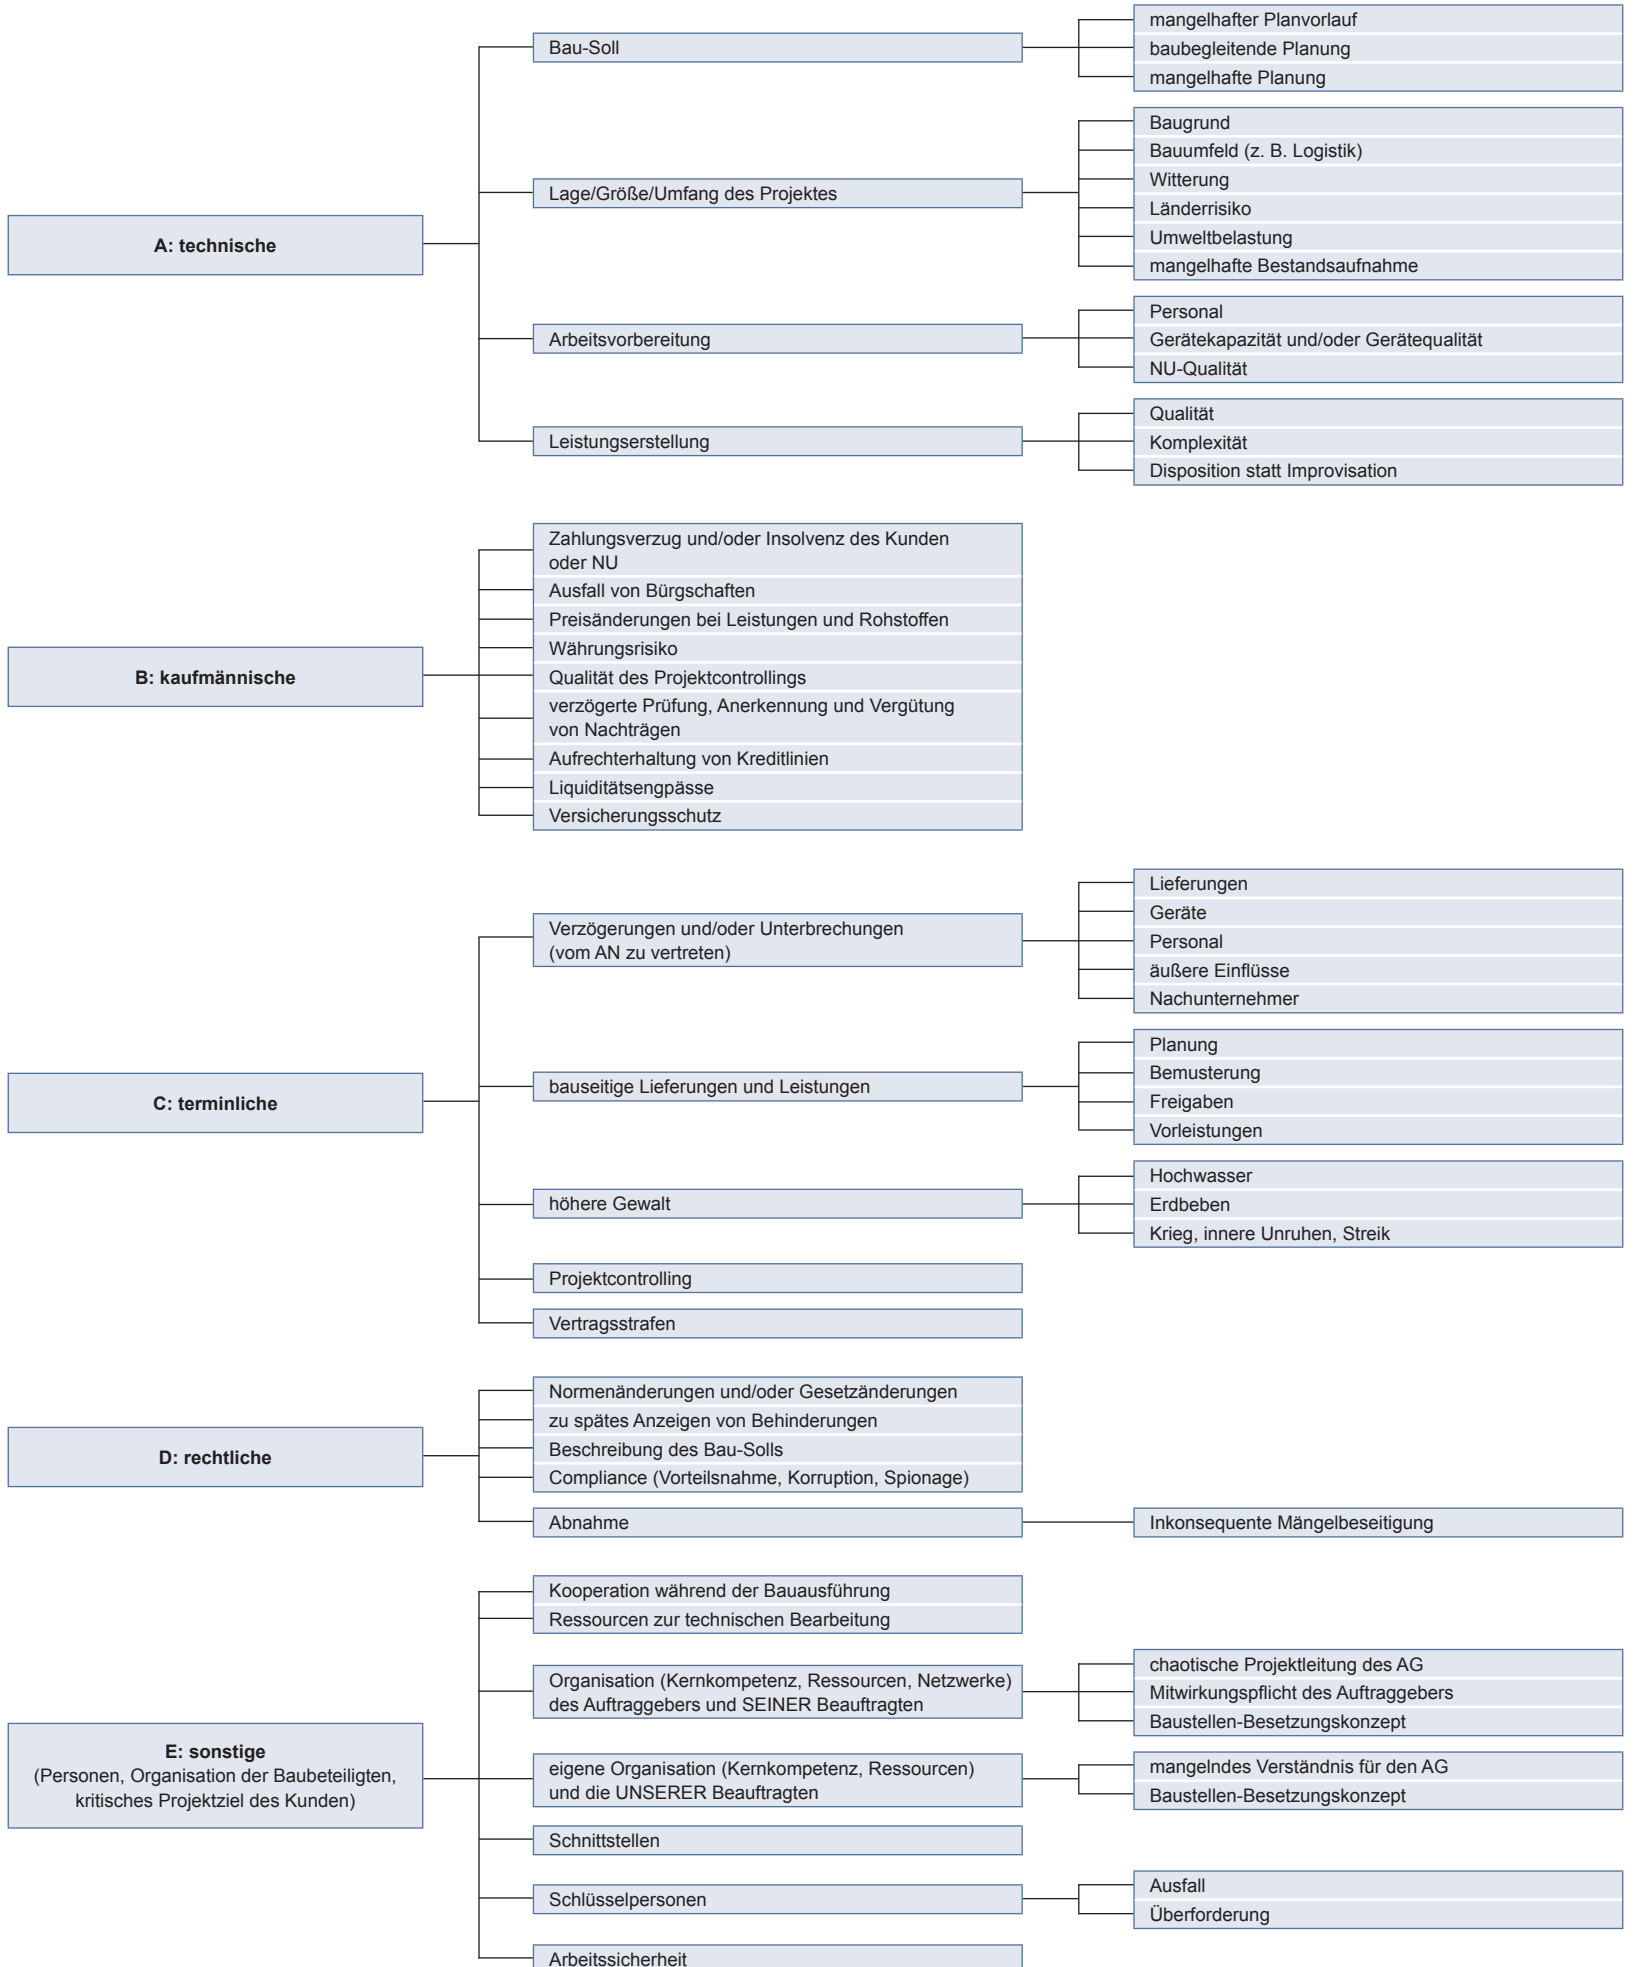 A: technische
Bau-Soll
mangelhafter Planvorlauf
baubegleitende Planung
mangelhafte Planung
Lage/Größe/Umfang des Projektes
Baugrund
Bauumfeld (z. B. Logistik)
Witterung
Länderrisiko
Umweltbelastung
mangelhafte Bestandsaufnahme
Arbeitsvorbereitung
Personal
Gerätekapazität und/oder Gerätequalität
NU-Qualität
Leistungserstellung
Qualität
Komplexität
Disposition statt Improvisation
B: kaufmännische
Zahlungsverzug und/oder Insolvenz des Kunden
oder NU
Ausfall von Bürgschaften
Preisänderungen bei Leistungen und Rohstoffen
Währungsrisiko
Qualität des Projektcontrollings
verzögerte Prüfung, Anerkennung und Vergütung
von Nachträgen
Aufrechterhaltung von Kreditlinien
Liquiditätsengpässe
Versicherungsschutz
C: terminliche
Verzögerungen und/oder Unterbrechungen
(vom AN zu vertreten)
Lieferungen
Geräte
Personal
äußere Einflüsse
Nachunternehmer
bauseitige Lieferungen und Leistungen
Planung
Bemusterung
Freigaben
Vorleistungen
höhere Gewalt
Hochwasser
Erdbeben
Krieg, innere Unruhen, Streik
Projektcontrolling
Vertragsstrafen
D: rechtliche
Normenänderungen und/oder Gesetzänderungen
zu spätes Anzeigen von Behinderungen
Beschreibung des Bau-Solls
Compliance (Vorteilsnahme, Korruption, Spionage)
Abnahme
Inkonsequente Mängelbeseitigung
E: sonstige
(Personen, Organisation der Baubeteiligten,
kritisches Projektziel des Kunden)
Kooperation während der Bauausführung
Ressourcen zur technischen Bearbeitung
Organisation (Kernkompetenz, Ressourcen, Netzwerke)
des Auftraggebers und SEINER Beauftragten
chaotische Projektleitung des AG
Mitwirkungspflicht des Auftraggebers
Baustellen-Besetzungskonzept
eigene Organisation (Kernkompetenz, Ressourcen)
und die UNSERER Beauftragten
mangelndes Verständnis für den AG
Baustellen-Besetzungskonzept
Schnittstellen
Schlüsselpersonen
Ausfall
Überforderung
Arbeitssicherheit